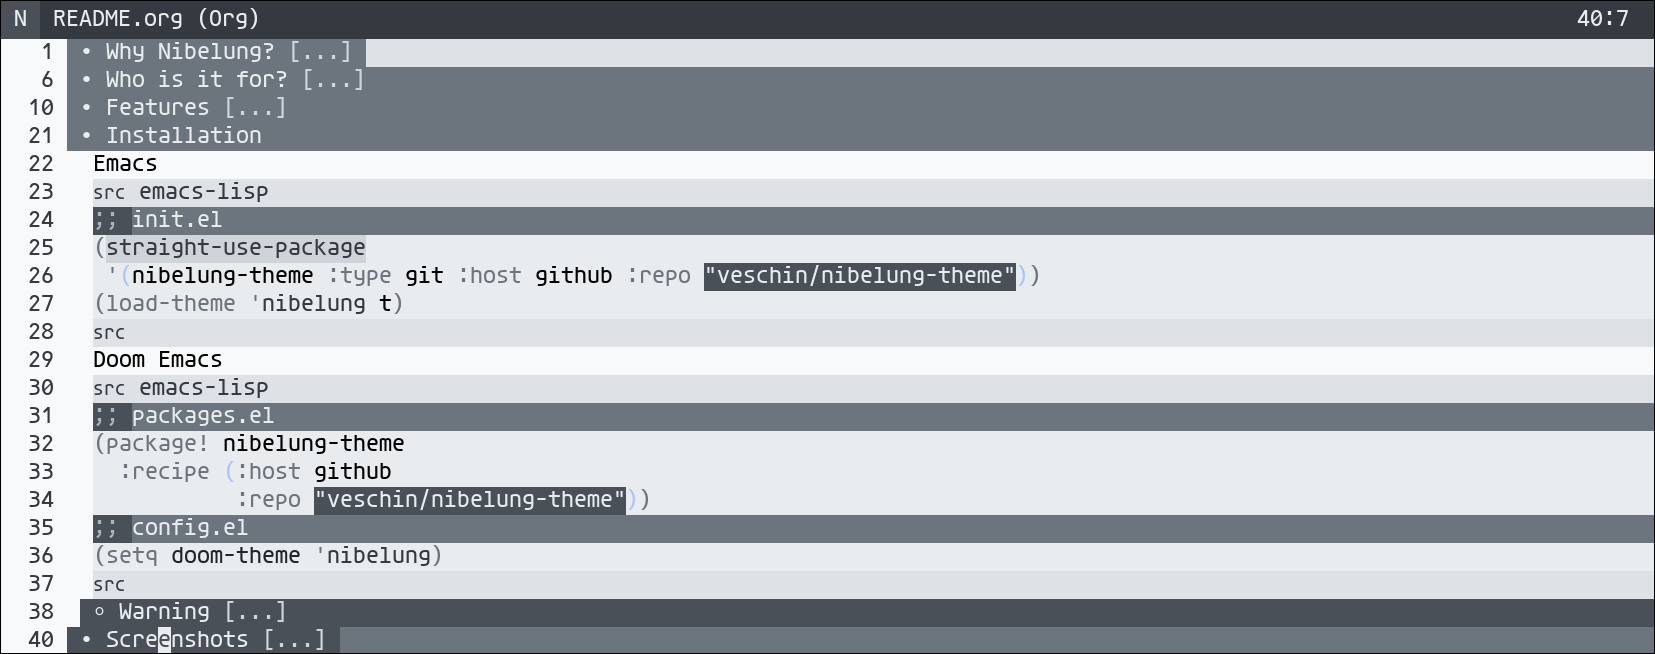 N README.org (Org) 40:7
1 • Why Nibelung? [...]
6 • Who is it for? [...]
10 • Features [...]
21 • Installation
22 Emacs
23 src emacs-lisp
24 ;; init.el
25 (straight-use-package
26 '(nibelung-theme :type git :host github :repo "veschin/nibelung-theme"))
27 (load-theme 'nibelung t)
28 src
29 Doom Emacs
30 src emacs-lisp
31 ;; packages.el
32 (package! nibelung-theme
33 :recipe (:host github
34 :repo "veschin/nibelung-theme"))
35 ;; config.el
36 (setq doom-theme 'nibelung)
37 src
38 ◦ Warning [...]
40 • Screenshots [...]